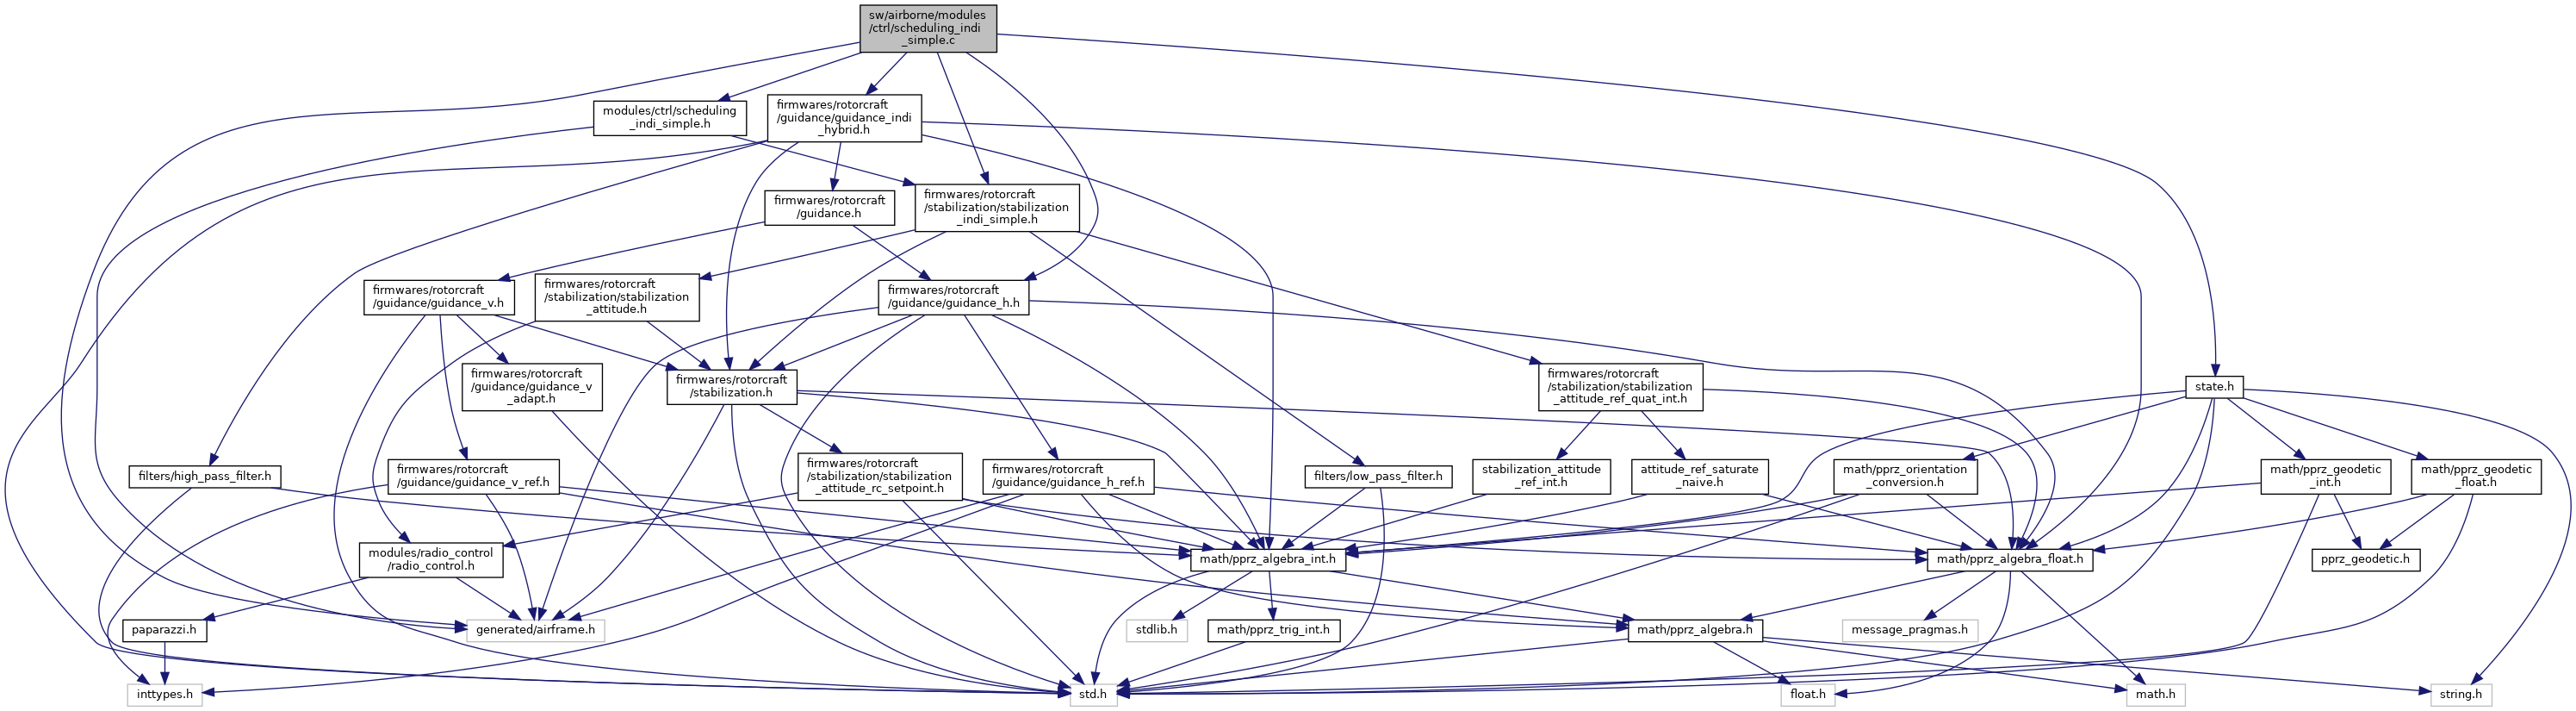 sw/airborne/modules
/ctrl/scheduling_indi
_simple.c
modules/ctrl/scheduling
_indi_simple.h
firmwares/rotorcraft
/guidance/guidance_indi
_hybrid.h
firmwares/rotorcraft
/guidance.h
firmwares/rotorcraft
/stabilization/stabilization
_indi_simple.h
firmwares/rotorcraft
/guidance/guidance_v.h
firmwares/rotorcraft
/stabilization/stabilization
_attitude.h
firmwares/rotorcraft
/guidance/guidance_h.h
firmwares/rotorcraft
/guidance/guidance_v
_adapt.h
firmwares/rotorcraft
/stabilization.h
firmwares/rotorcraft
/stabilization/stabilization
_attitude_ref_quat_int.h
state.h
filters/high_pass_filter.h
firmwares/rotorcraft
/guidance/guidance_v_ref.h
firmwares/rotorcraft
/stabilization/stabilization
_attitude_rc_setpoint.h
firmwares/rotorcraft
/guidance/guidance_h_ref.h
filters/low_pass_filter.h
stabilization_attitude
_ref_int.h
attitude_ref_saturate
_naive.h
math/pprz_orientation
_conversion.h
math/pprz_geodetic
_int.h
math/pprz_geodetic
_float.h
modules/radio_control
/radio_control.h
math/pprz_algebra_int.h
math/pprz_algebra_float.h
pprz_geodetic.h
paparazzi.h
generated/airframe.h
stdlib.h
math/pprz_trig_int.h
math/pprz_algebra.h
message_pragmas.h
inttypes.h
std.h
float.h
math.h
string.h